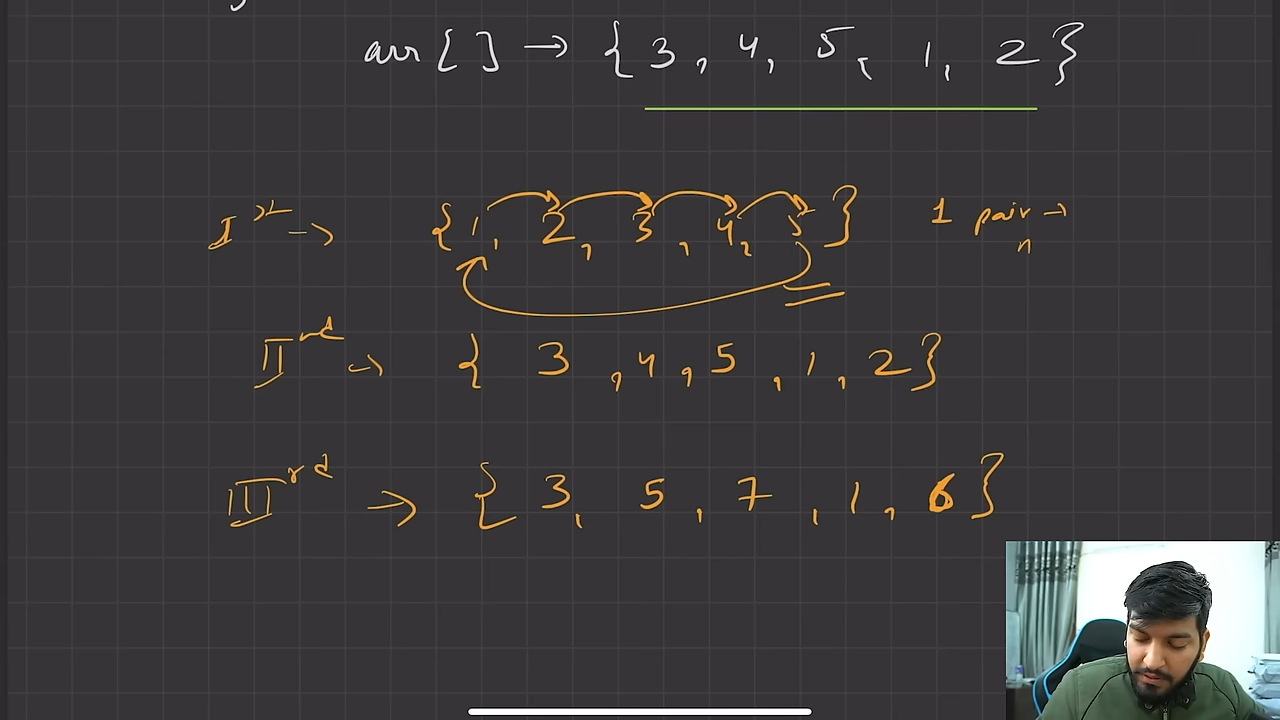 arr [ ] → { 3, 4, 5, 1, 2 }
I st → { 1, 2, 3, 4, 5 } 1 pair →
n
II nd → { 3, 4, 5, 1, 2 }
III rd → { 3, 5, 7, 1, 6 }